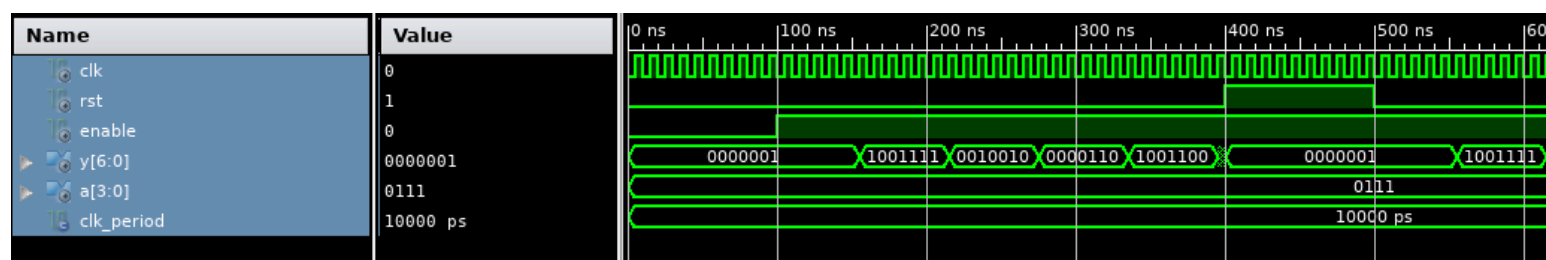 Name Value 0 ns 100 ns 200 ns 300 ns 400 ns 500 ns 60
clk 0
rst 1
enable 0
y[6:0] 0000001 0000001 1001111 0010010 0000110 1001100 0000001 1001111
a[3:0] 0111 0111
clk_period 10000 ps 10000 ps